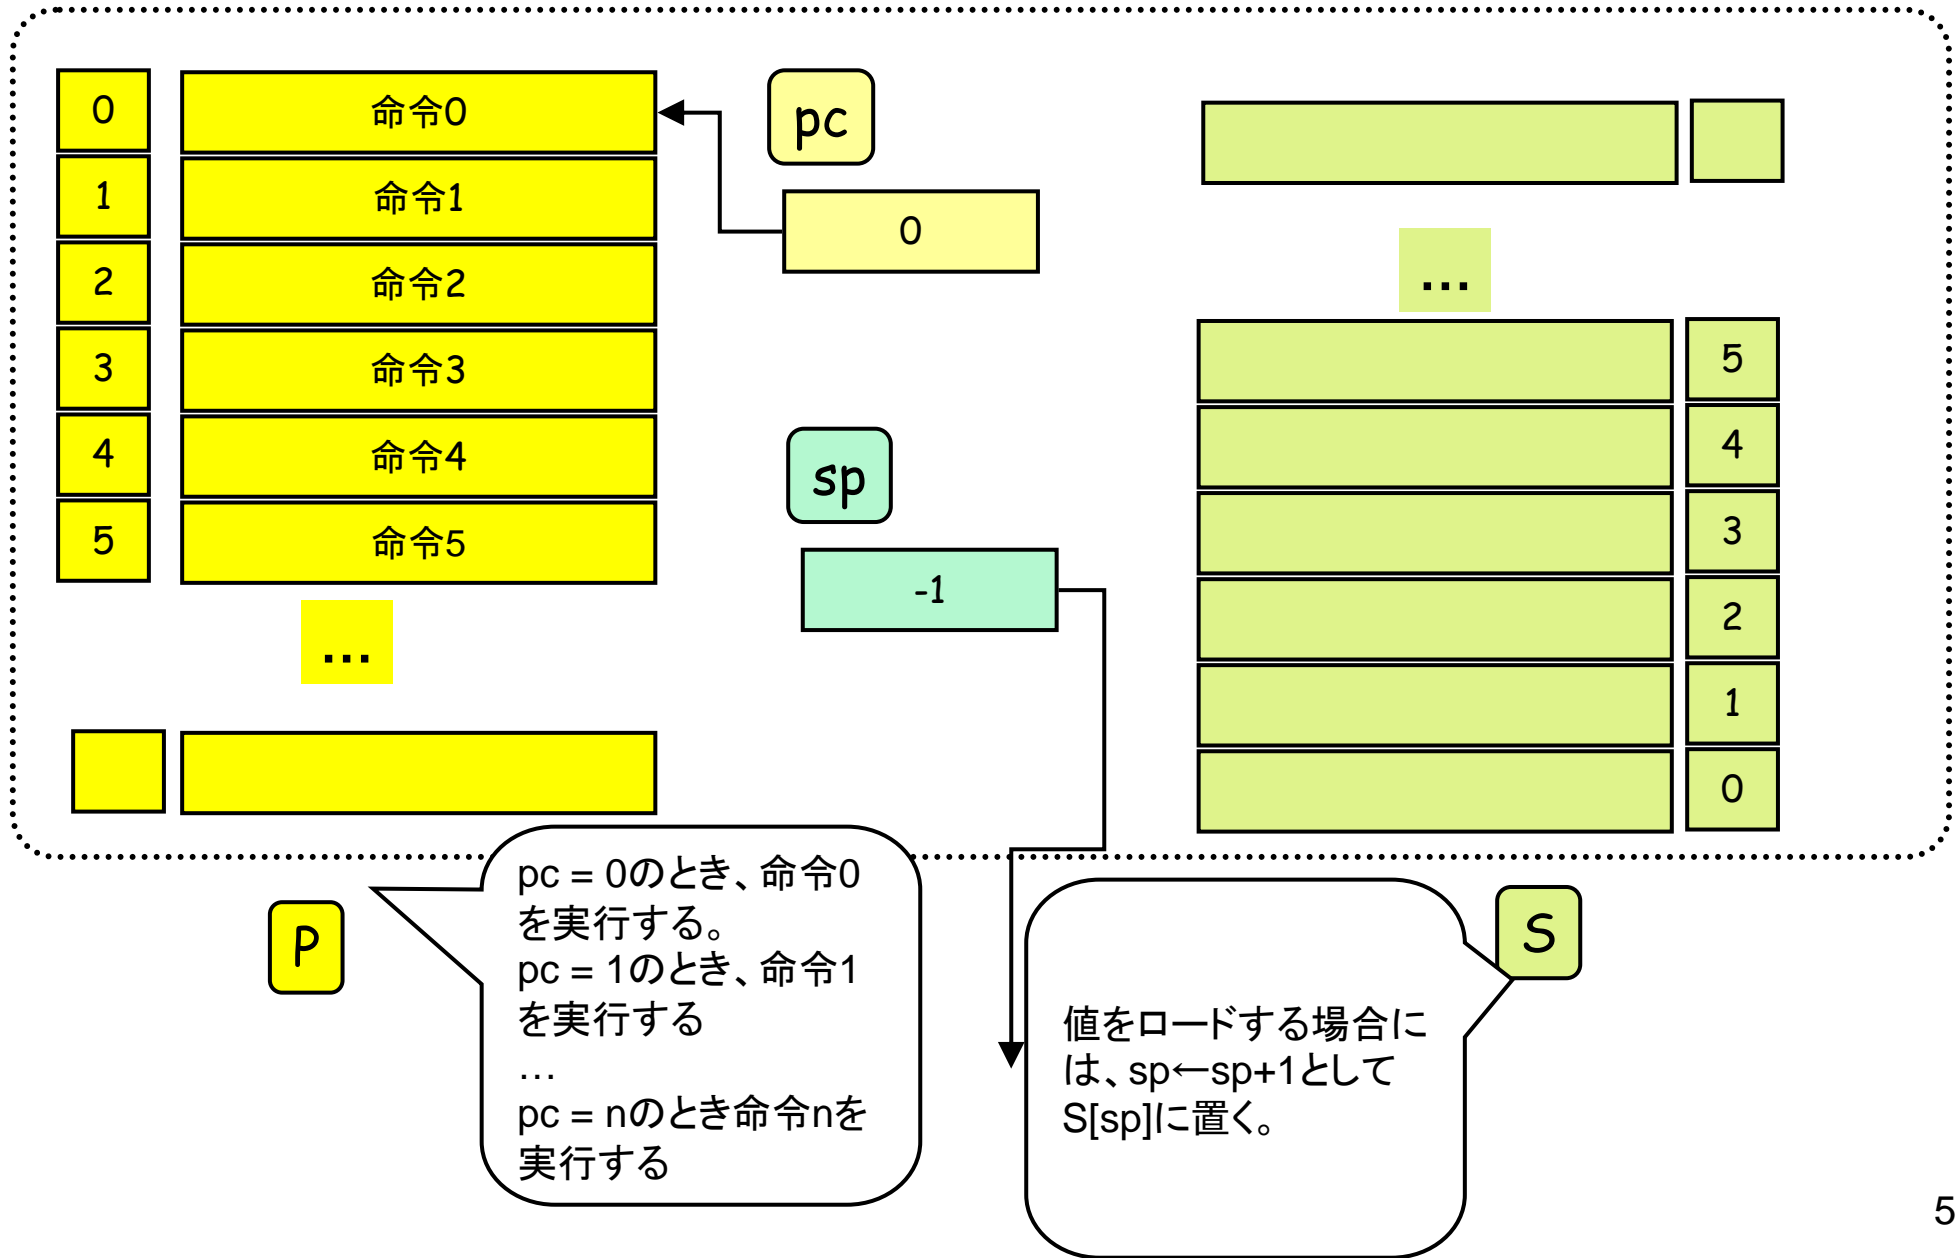 0 命令0
1 命令1
2 命令2
3 命令3
4 命令4
5 命令5
...
pc
0
sp
-1
...
5
4
3
2
1
0
P
pc = 0のとき、命令0
を実行する。
pc = 1のとき、命令1
を実行する
…
pc = nのとき命令nを
実行する
S
値をロードする場合に
は、sp←sp+1として
S[sp]に置く。
5